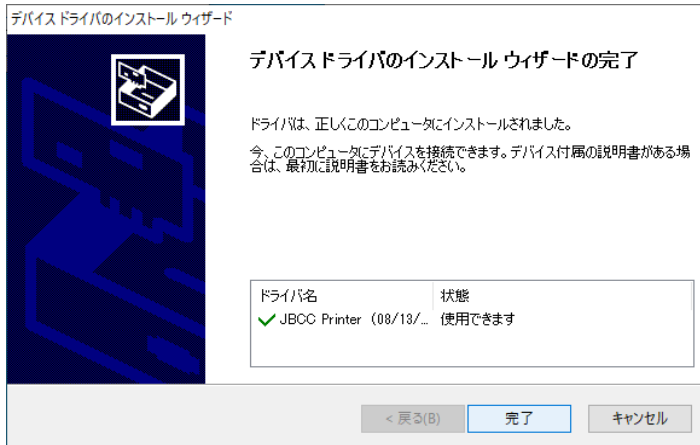 デバイス ドライバのインストール ウィザード
デバイス ドライバのインストール ウィザードの完了
ドライバは、正しくこのコンピュータにインストールされました。
今、このコンピュータにデバイスを接続できます。デバイス付属の説明書がある場
合は、最初に説明書をお読みください。
ドライバ名 状態
JBCC Printer (08/13/... 使用できます
< 戻る(B) 完了 キャンセル